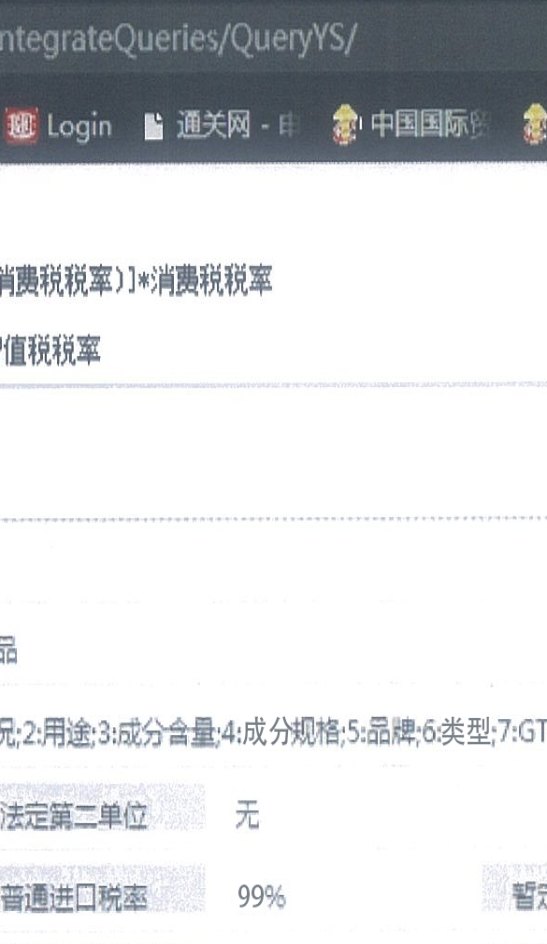 ntegrateQueries/QueryYS/
Login 通关网 - 中国国际贸
消费税税率)]*消费税税率
值税税率
品
况;2:用途;3:成分含量;4:成分规格;5:品牌;6:类型;7:GT
法定第二单位 无
普通进口税率 99% 暂定